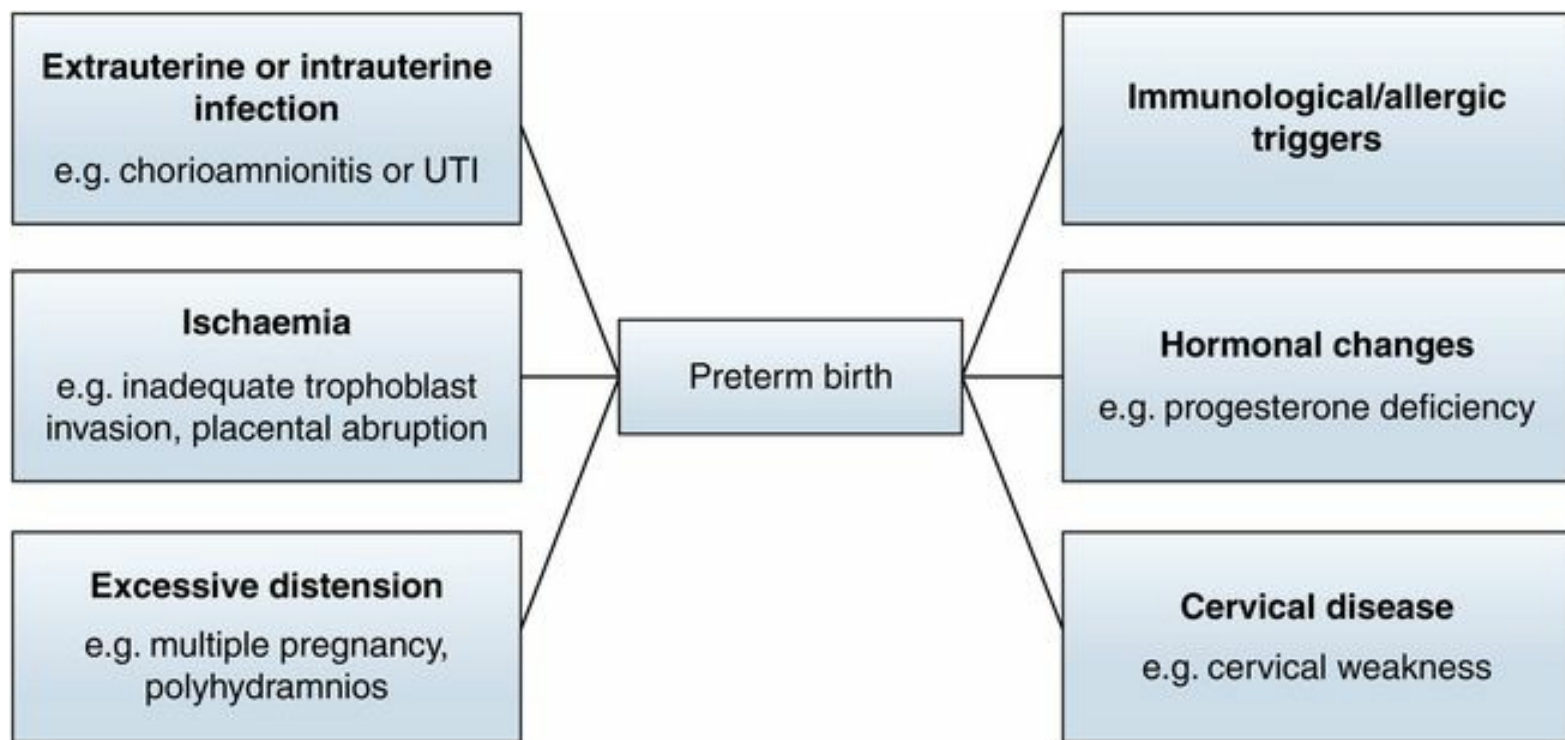 Extrauterine or intrauterine
infection
e.g. chorioamnionitis or UTI
Ischaemia
e.g. inadequate trophoblast
invasion, placental abruption
Excessive distension
e.g. multiple pregnancy,
polyhydramnios
Preterm birth
Immunological/allergic
triggers
Hormonal changes
e.g. progesterone deficiency
Cervical disease
e.g. cervical weakness